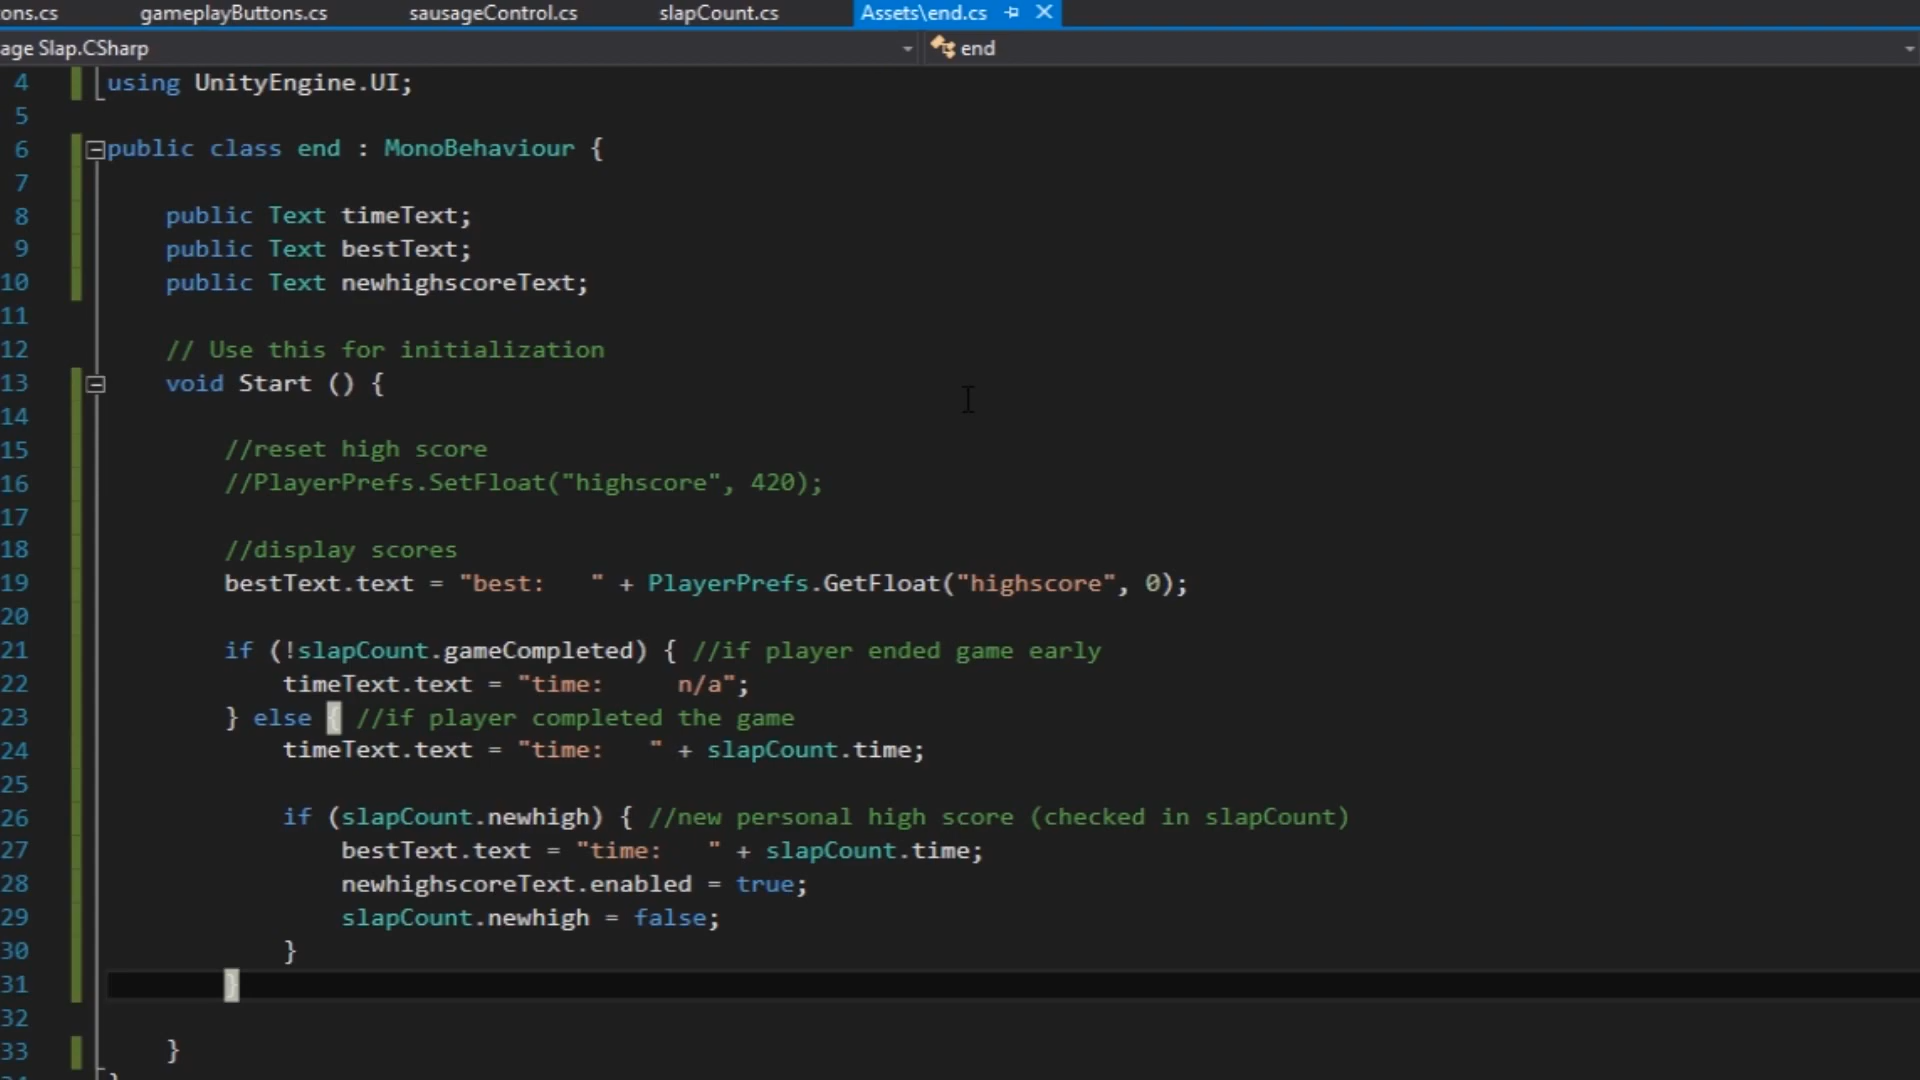 ons.cs gameplayButtons.cs sausageControl.cs slapCount.cs Assets\end.cs
age Slap.CSharp end
4 using UnityEngine.UI;
5
6 public class end : MonoBehaviour {
7
8 public Text timeText;
9 public Text bestText;
10 public Text newhighscoreText;
11
12 // Use this for initialization
13 void Start () {
14
15 //reset high score
16 //PlayerPrefs.SetFloat("highscore", 420);
17
18 //display scores
19 bestText.text = "best:   " + PlayerPrefs.GetFloat("highscore", 0);
20
21 if (!slapCount.gameCompleted) { //if player ended game early
22 timeText.text = "time:     n/a";
23 } else { //if player completed the game
24 timeText.text = "time:   " + slapCount.time;
25
26 if (slapCount.newhigh) { //new personal high score (checked in slapCount)
27 bestText.text = "time:   " + slapCount.time;
28 newhighscoreText.enabled = true;
29 slapCount.newhigh = false;
30 }
31 }
32
33 }